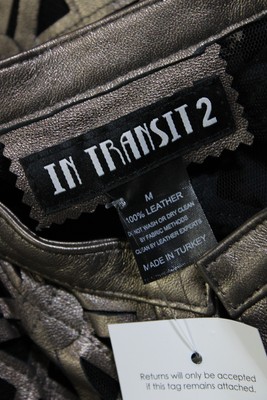 IN TRANSIT 2
M
100% LEATHER
DO NOT WASH OR DRY CLEAN
BY FABRIC METHODS
CLEAN BY LEATHER EXPERTS
MADE IN TURKEY
Returns will only be accepted
if this tag remains attached.